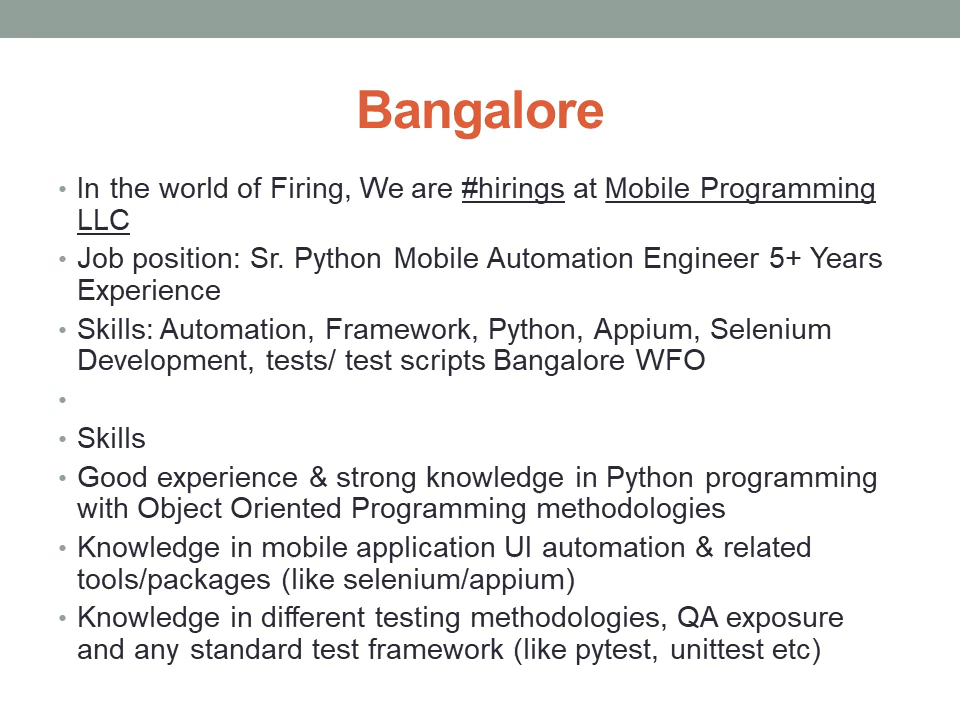 Bangalore
• In the world of Firing, We are #hirings at Mobile Programming
LLC
• Job position: Sr. Python Mobile Automation Engineer 5+ Years
Experience
• Skills: Automation, Framework, Python, Appium, Selenium
Development, tests/ test scripts Bangalore WFO
•
• Skills
• Good experience & strong knowledge in Python programming
with Object Oriented Programming methodologies
• Knowledge in mobile application UI automation & related
tools/packages (like selenium/appium)
• Knowledge in different testing methodologies, QA exposure
and any standard test framework (like pytest, unittest etc)